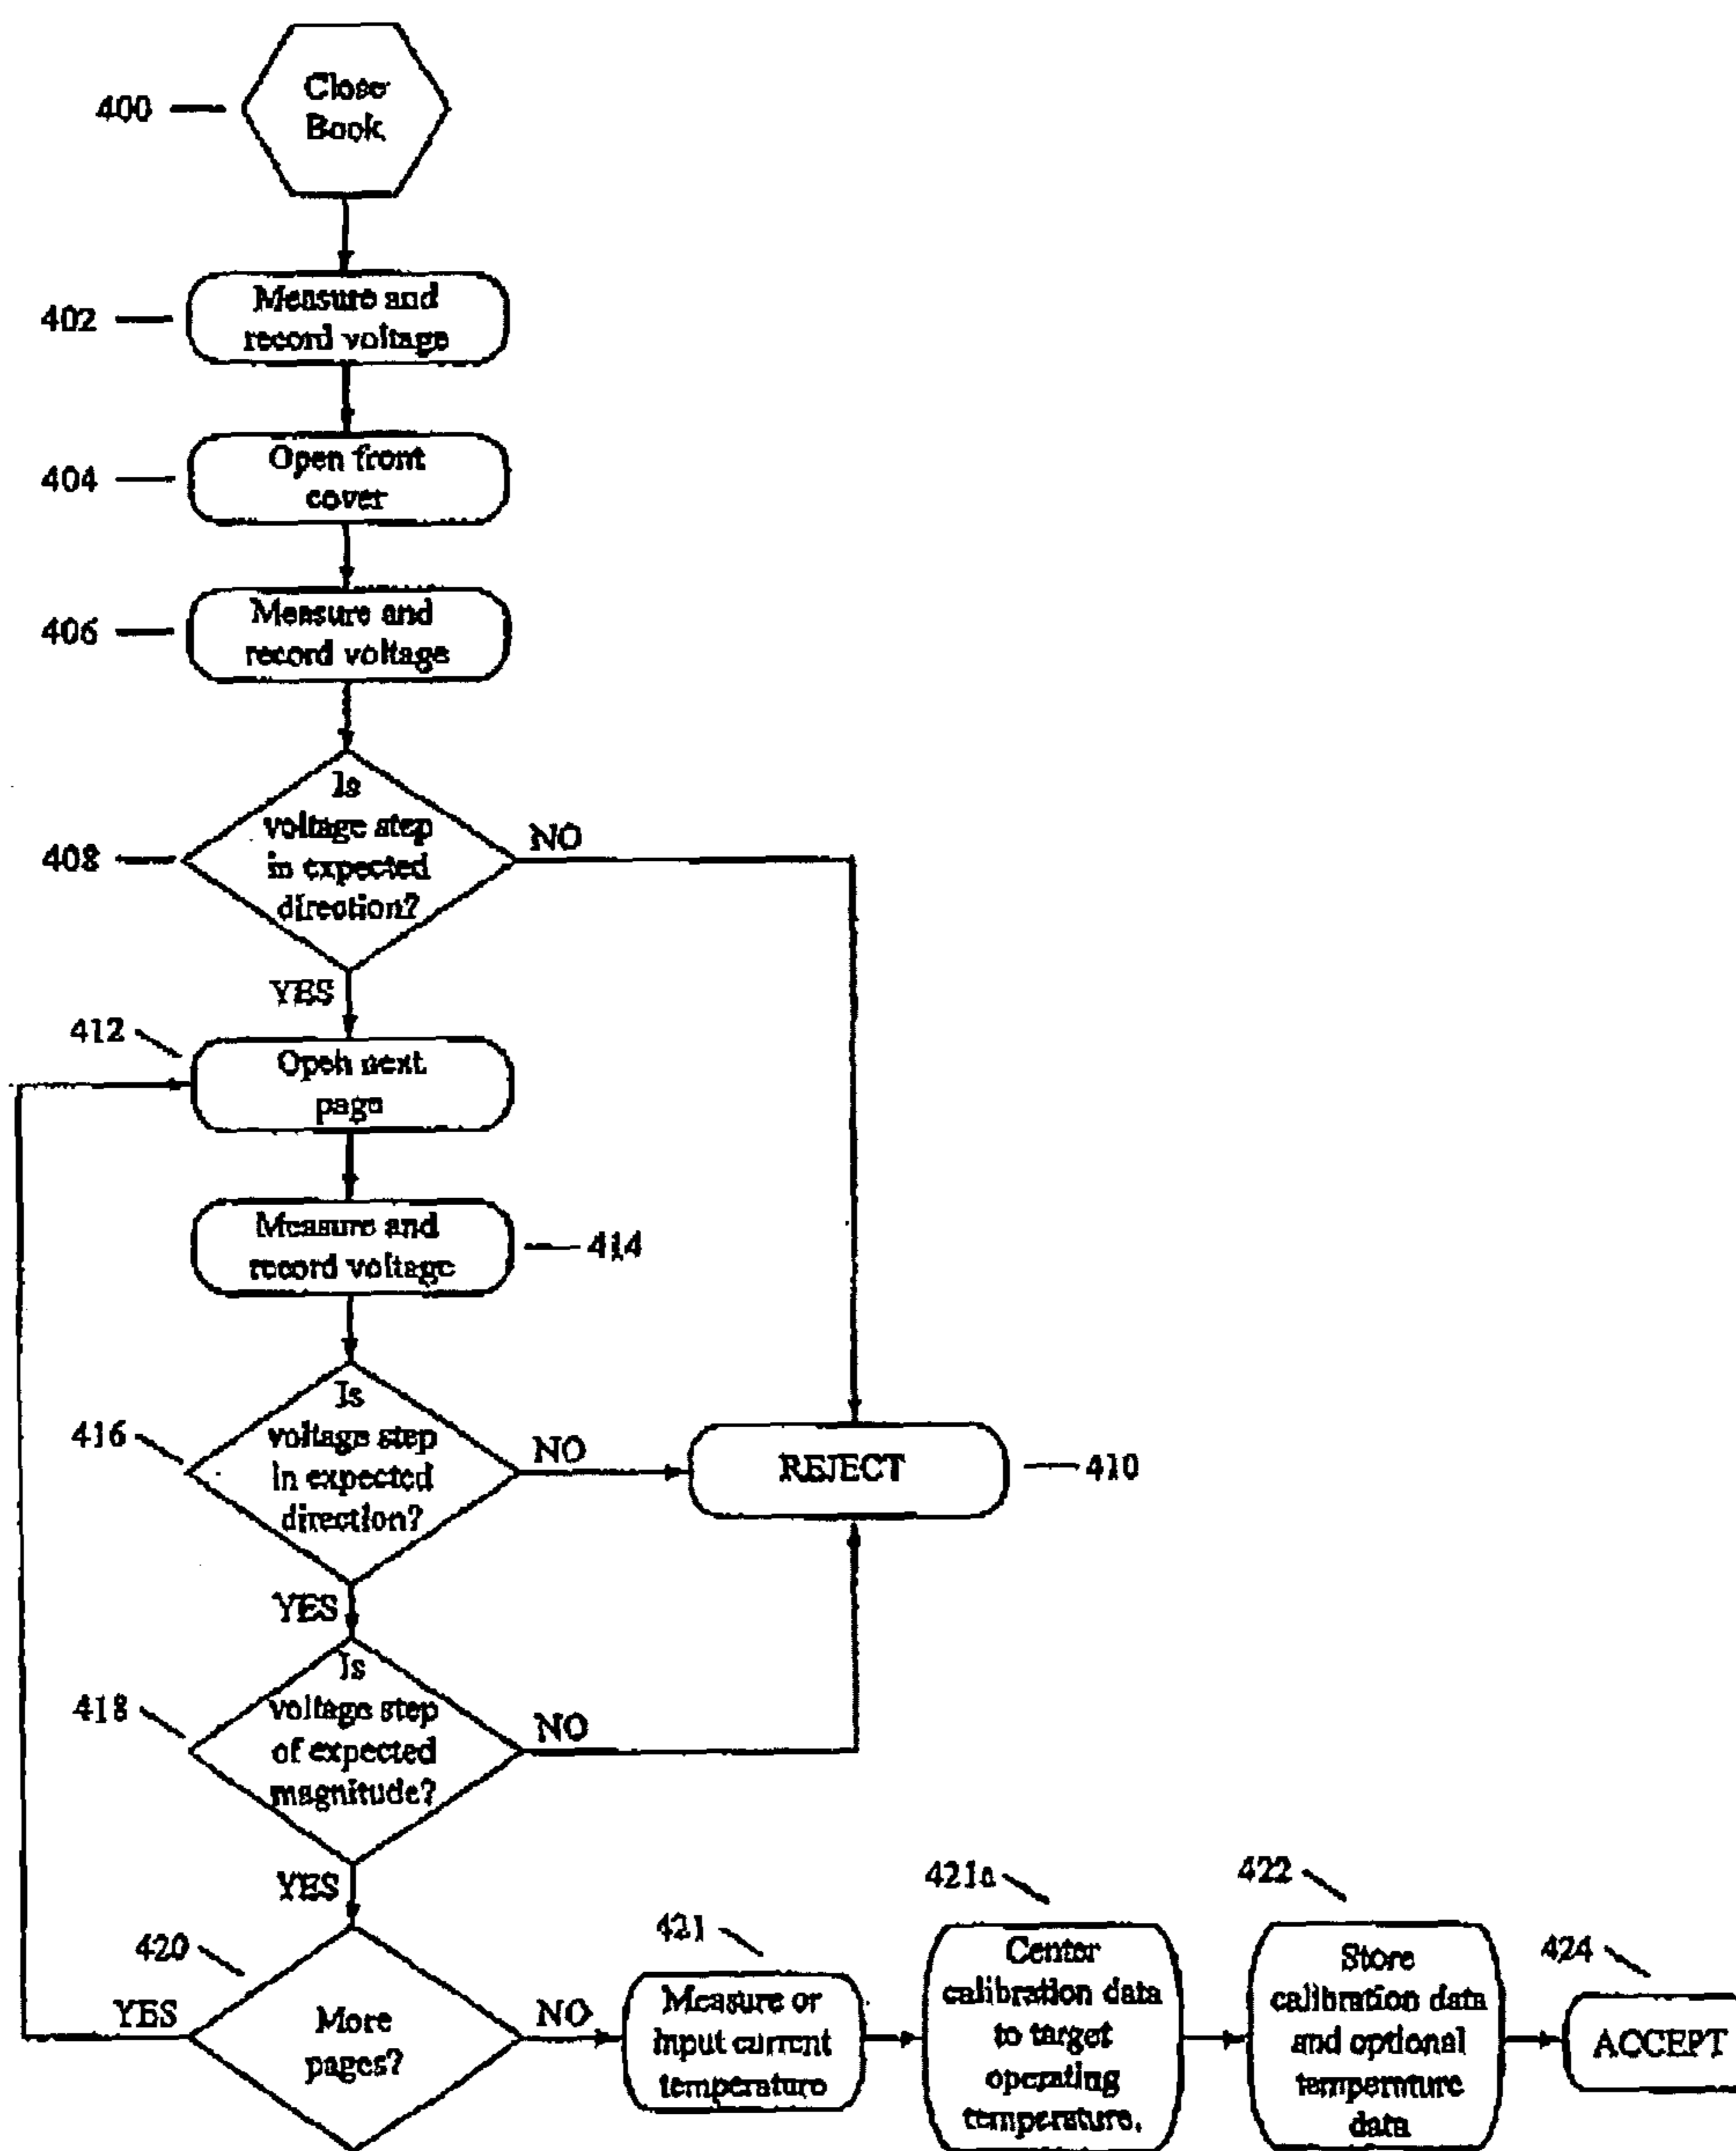 400
Close
Book
402
Measure and
record voltage
404
Open front
cover
406
Measure and
record voltage
408
Is
voltage step
in expected
direction?
NO
YES
412
Open next
page
Measure and
record voltage
414
416
Is
voltage step
in expected
direction?
NO
REJECT
410
YES
418
Is
voltage step
of expected
magnitude?
NO
YES
420
More
pages?
YES
NO
421
Measure or
input current
temperature
421a
Center
calibration data
to target
operating
temperature.
422
Store
calibration data
and optional
temperature
data
424
ACCEPT